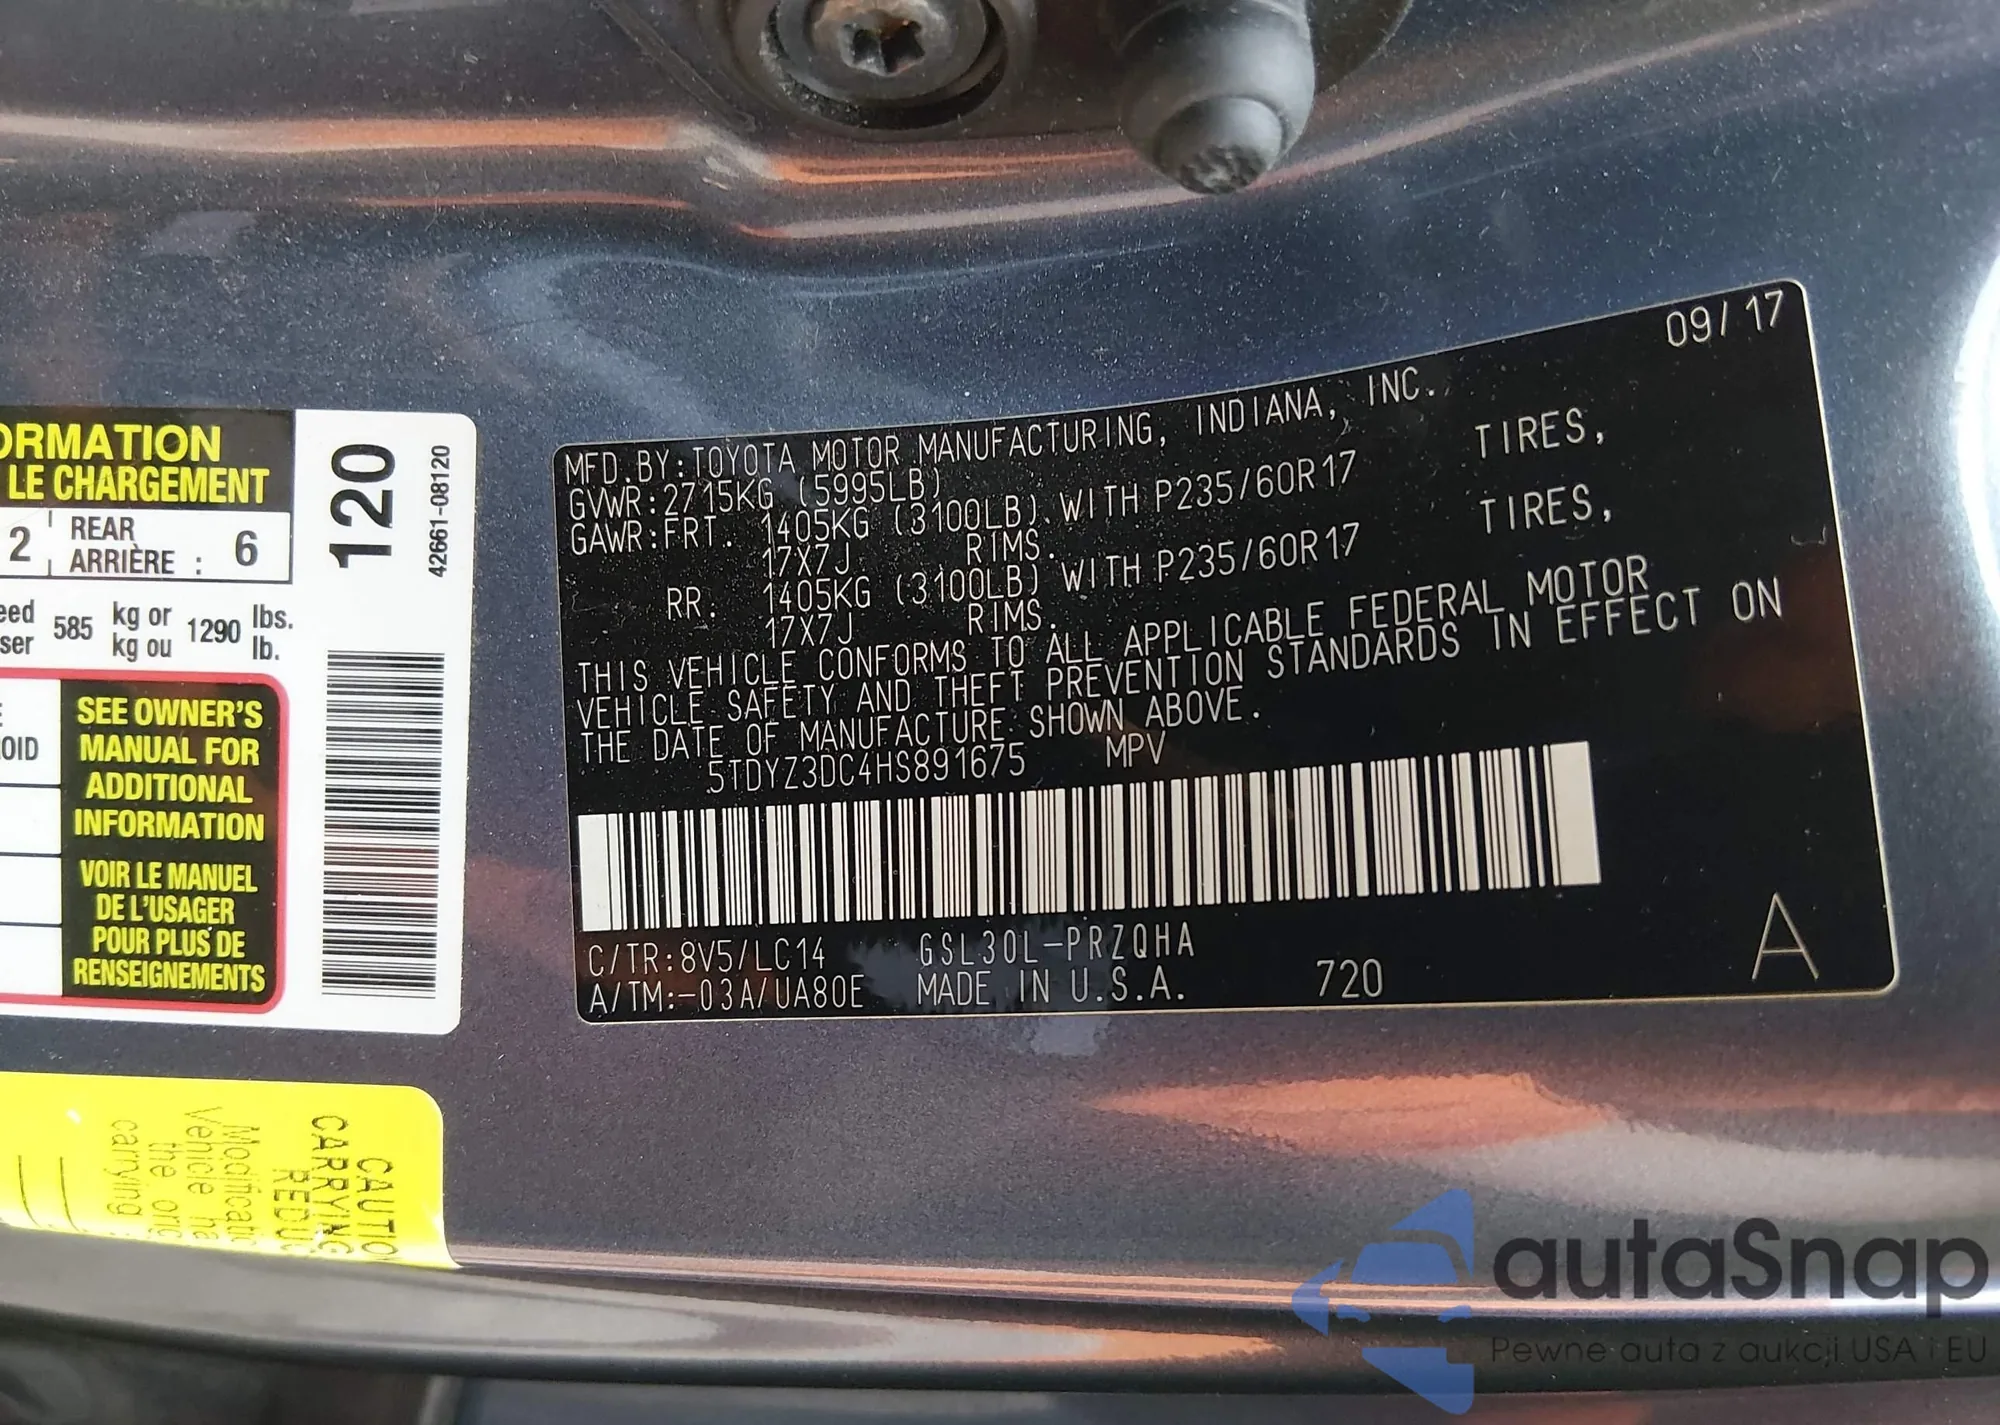 ORMATION
LE CHARGEMENT
2 REAR
ARRIÈRE : 6
eed 585 kg or 1290 lbs.
ser kg ou lb.
OID
SEE OWNER'S
MANUAL FOR
ADDITIONAL
INFORMATION
VOIR LE MANUEL
DE L'USAGER
POUR PLUS DE
RENSEIGNEMENTS
120
42661-08120
CAUTIO
CARRYING
REDUC
Modificati
Vehicle ha
the orig
carrying
09/17
MFD. BY: TOYOTA MOTOR MANUFACTURING, INDIANA, INC.
GVWR: 2715KG (5995LB)
GAWR: FRT. 1405KG (3100LB) WITH P235/60R17 TIRES,
17X7J RIMS.
RR. 1405KG (3100LB) WITH P235/60R17 TIRES,
17X7J RIMS.
THIS VEHICLE CONFORMS TO ALL APPLICABLE FEDERAL MOTOR
VEHICLE SAFETY AND THEFT PREVENTION STANDARDS IN EFFECT ON
THE DATE OF MANUFACTURE SHOWN ABOVE.
5TDYZ3DC4HS891675 MPV
C/TR: 8V5/LC14 GSL30L-PRZQHA
A/TM: -03A/UA80E MADE IN U.S.A. 720 A
autaSnap
Pewne auta z aukcji USA i EU